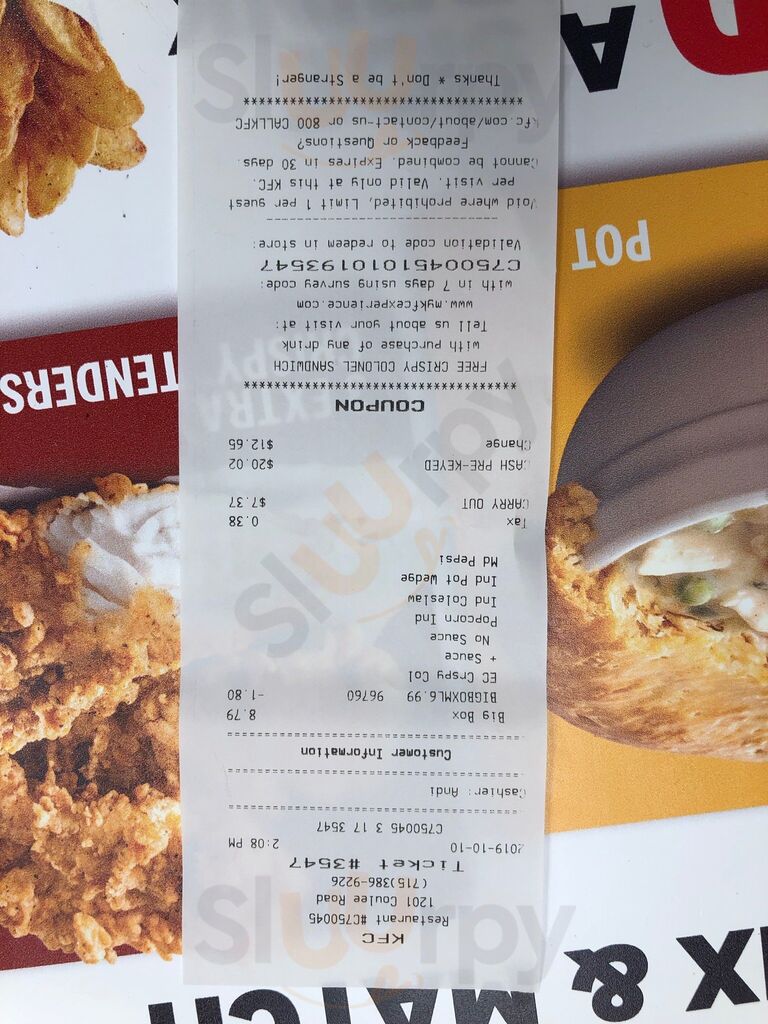 KFC
Restaurant #C750045
1201 Coulee Road
(715)386-9226
Ticket #3547
2019-10-10 2:08 PM
C750045 3 17 3547
Cashier: Andi
Customer Information
Big Box 8.79
BIGBOXML6.99 96760 -1.80
EC Crspy Col
+ Sauce
No Sauce
Popcorn Ind
Ind Coleslaw
Ind Pot Wedge
Md Pepsi
Tax 0.38
CARRY OUT $7.37
CASH PRE-KEYED $20.02
Change $12.65
COUPON
****************************************
FREE CRISPY COLONEL SANDWICH
with purchase of any drink
Tell us about your visit at:
www.mykfcexperience.com
with in 7 days using survey code:
C7500451010193547
Validation code to redeem in store:
------------------------------
Void where prohibited, Limit 1 per guest
per visit. Valid only at this KFC.
Cannot be combined. Expires in 30 days.
Feedback or Questions?
kfc.com/about/contact-us or 800 CALLKFC
****************************************
Thanks * Don't be a Stranger!
POT
TENDERS
EXTRA
CRISPY
IX &
MATCH
Sluurpy
Sluurpy
Sluurpy